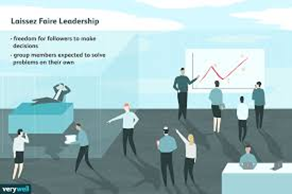 Laissez Faire Leadership
- freedom for followers to make
decisions
- group members expected to solve
problems on their own
verywell